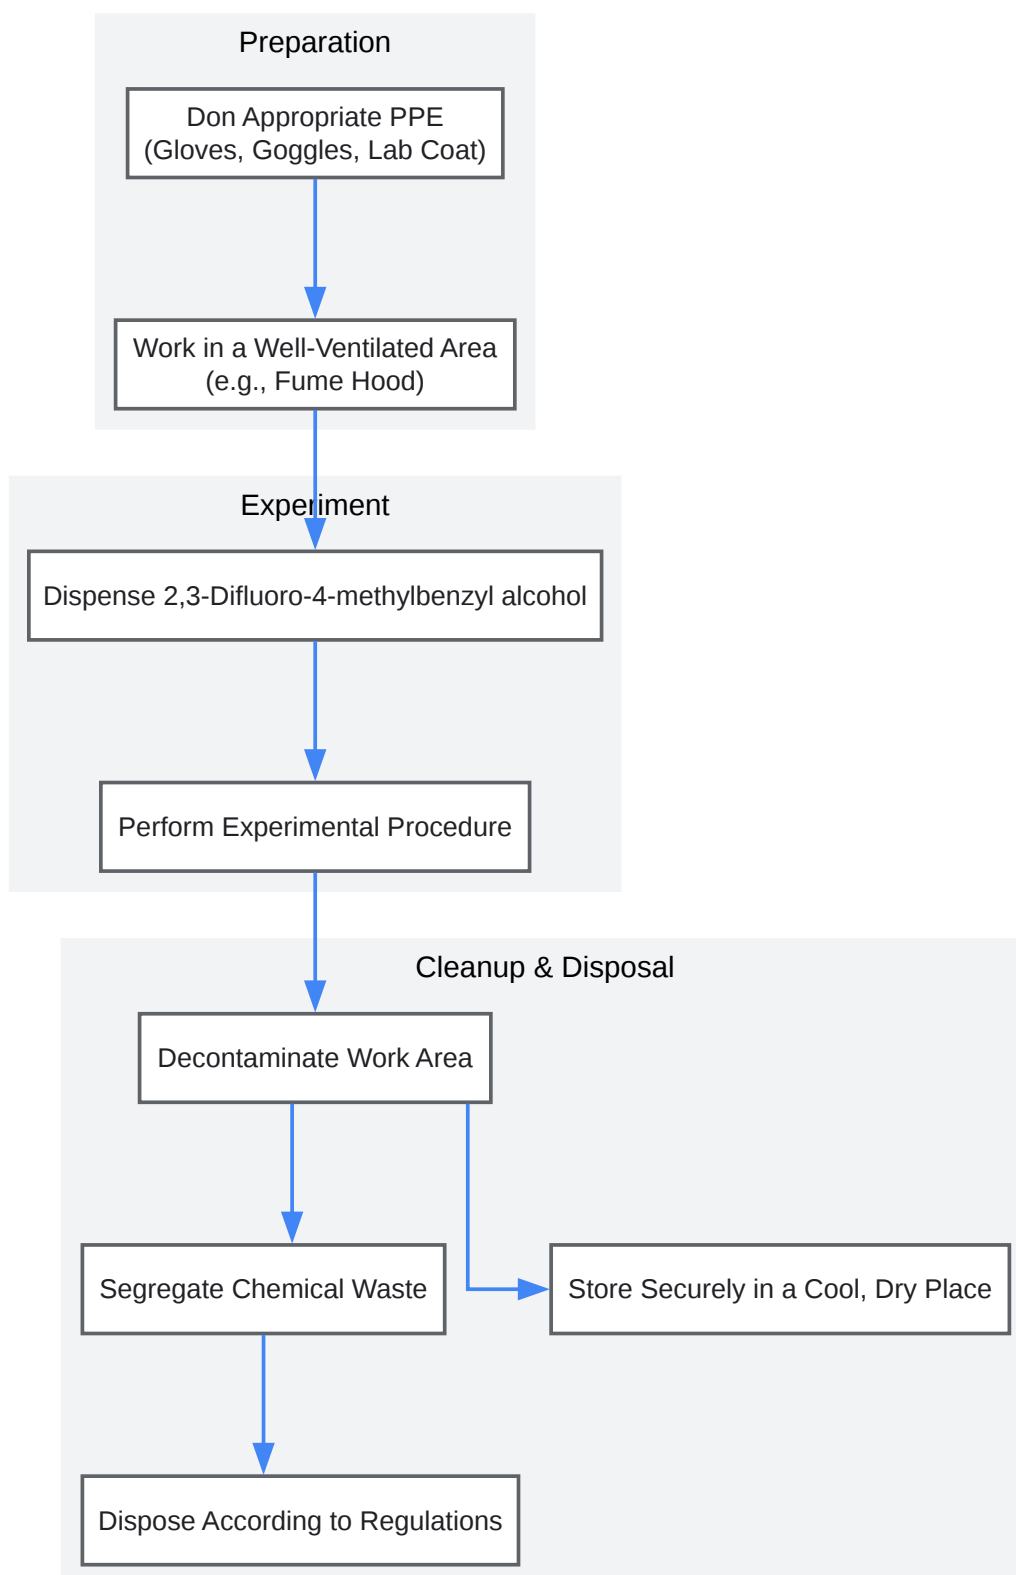 Preparation
Don Appropriate PPE
(Gloves, Goggles, Lab Coat)
Work in a Well-Ventilated Area
(e.g., Fume Hood)
Experiment
Dispense 2,3-Difluoro-4-methylbenzyl alcohol
Perform Experimental Procedure
Cleanup & Disposal
Decontaminate Work Area
Segregate Chemical Waste
Store Securely in a Cool, Dry Place
Dispose According to Regulations